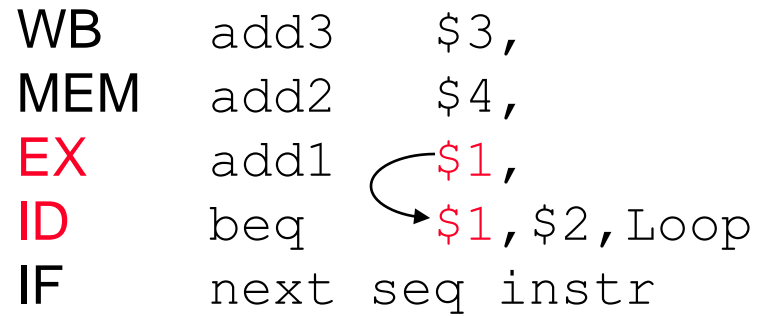 WB add3 $3,
MEM add2 $4,
EX add1 $1,
ID beq $1,$2,Loop
IF next seq instr